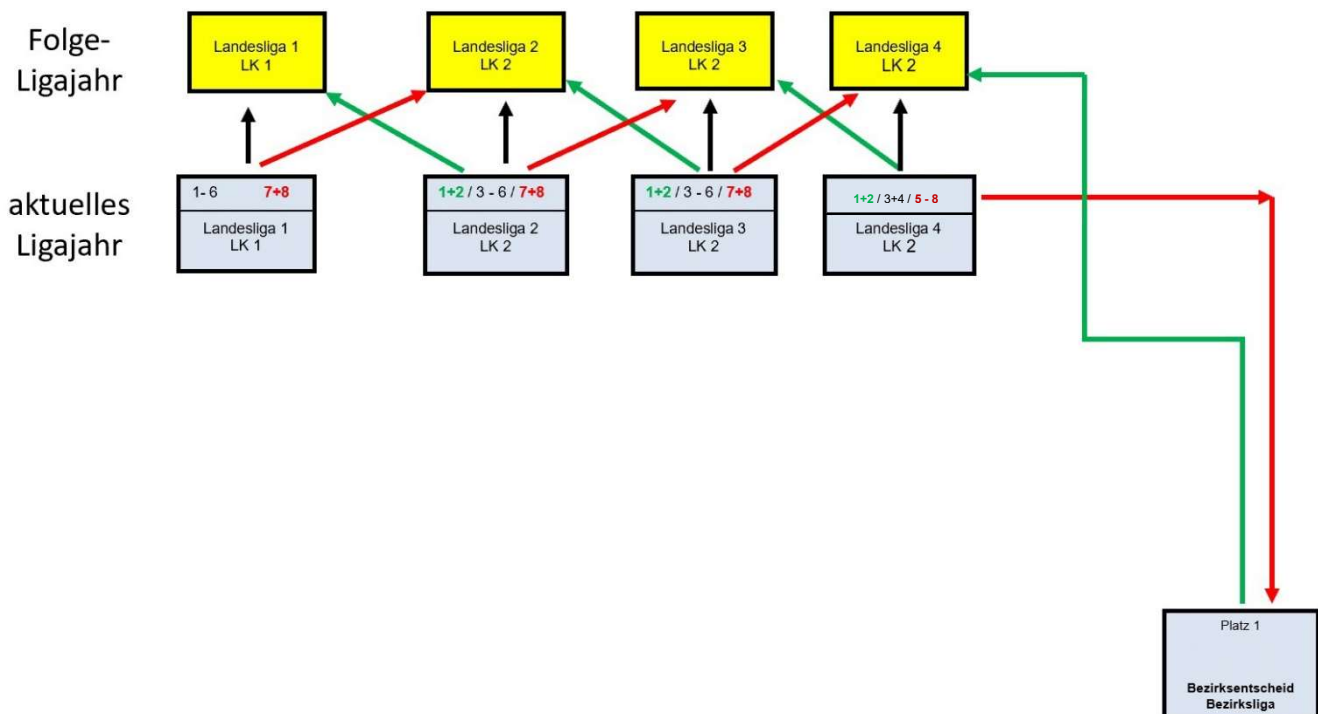 Folge-
Ligajahr
Landesliga 1
LK 1
Landesliga 2
LK 2
Landesliga 3
LK 2
Landesliga 4
LK 2
aktuelles
Ligajahr
1- 6 7+8
Landesliga 1
LK 1
1+2 / 3 - 6 / 7+8
Landesliga 2
LK 2
1+2 / 3 - 6 / 7+8
Landesliga 3
LK 2
1+2 / 3+4 / 5 - 8
Landesliga 4
LK 2
Platz 1
Bezirksentscheid
Bezirksliga